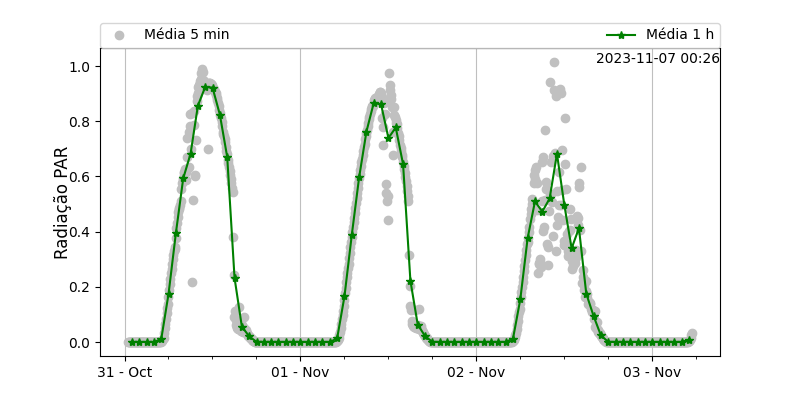 Média 5 min
Média 1 h
2023-11-07 00:26
1.0
0.8
0.6
0.4
0.2
0.0
Radiação PAR
31 - Oct
01 - Nov
02 - Nov
03 - Nov